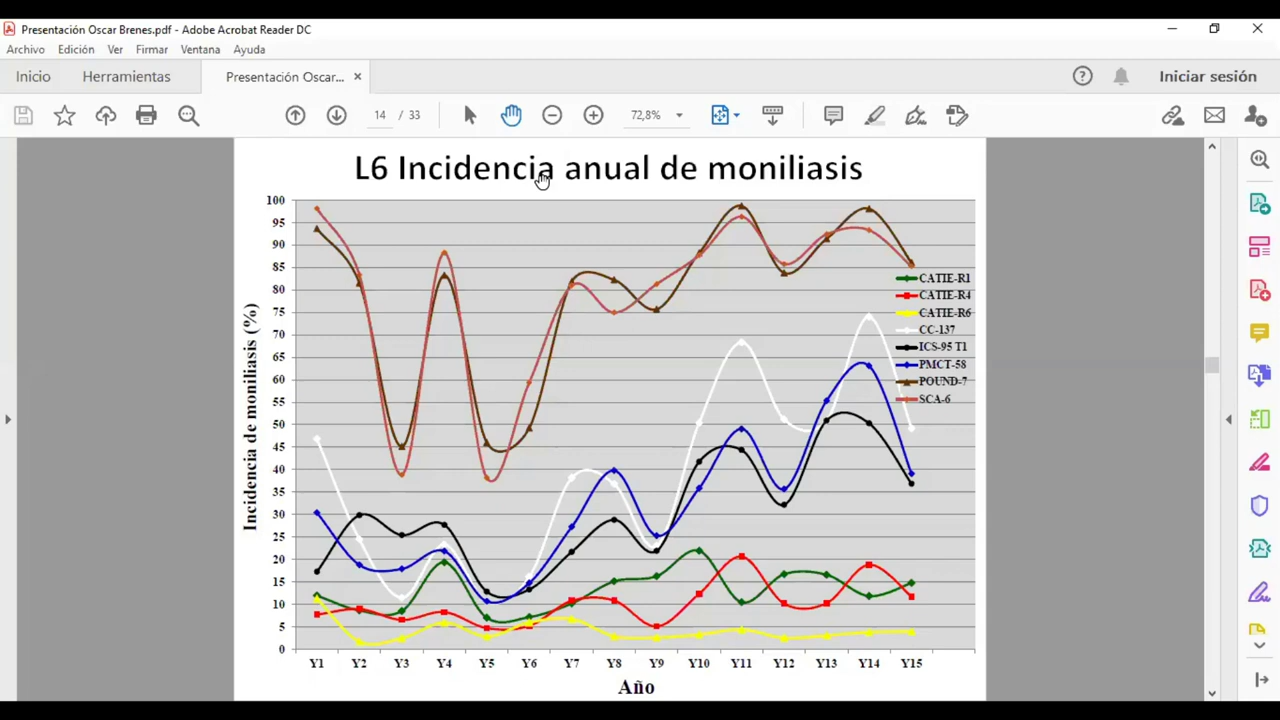 Presentación Oscar Brenes.pdf - Adobe Acrobat Reader DC
Archivo Edición Ver Firmar Ventana Ayuda
Inicio Herramientas Presentación Oscar... × Iniciar sesión
14 / 33 72,8%
L6 Incidencia anual de moniliasis
Incidencia de moniliasis (%)
100
95
90
85
80
75
70
65
60
55
50
45
40
35
30
25
20
15
10
5
0
CATIE-R1
CATIE-R4
CATIE-R6
CC-137
ICS-95 T1
PMCT-58
POUND-7
SCA-6
Y1 Y2 Y3 Y4 Y5 Y6 Y7 Y8 Y9 Y10 Y11 Y12 Y13 Y14 Y15
Año